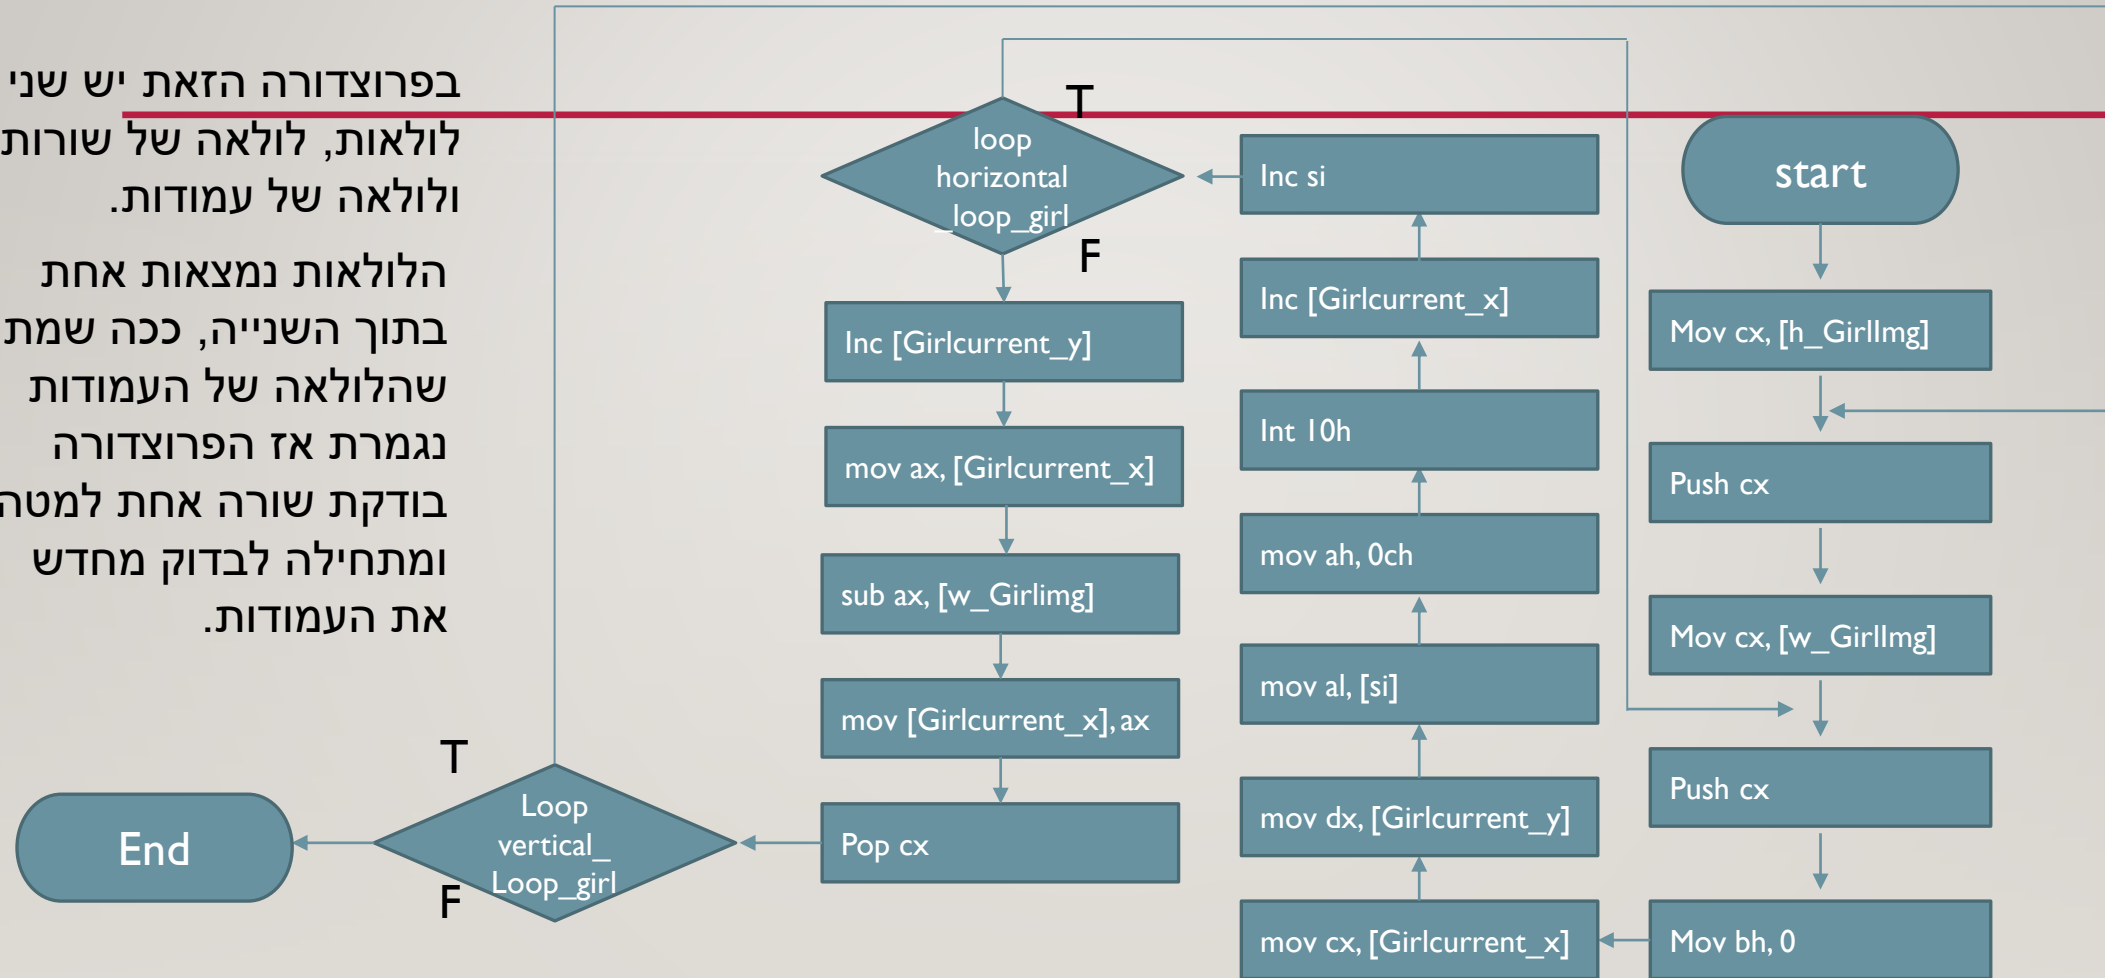 בפרוצדורה הזאת יש שני
לולאות, לולאה של שורות
ולולאה של עמודות.
הלולאות נמצאות אחת
בתוך השנייה, ככה שמת
שהלולאה של העמודות
נגמרת אז הפרוצדורה
בודקת שורה אחת למטה
ומתחילה לבדוק מחדש
את העמודות.
start
Mov cx, [h_GirlImg]
Push cx
Mov cx, [w_GirlImg]
Push cx
Mov bh, 0
mov cx, [Girlcurrent_x]
mov dx, [Girlcurrent_y]
mov al, [si]
mov ah, 0ch
Int 10h
Inc [Girlcurrent_x]
Inc si
T
loop
horizontal
_loop_girl
F
Inc [Girlcurrent_y]
mov ax, [Girlcurrent_x]
sub ax, [w_Girlimg]
mov [Girlcurrent_x], ax
Pop cx
T
Loop
vertical_
Loop_girl
F
End